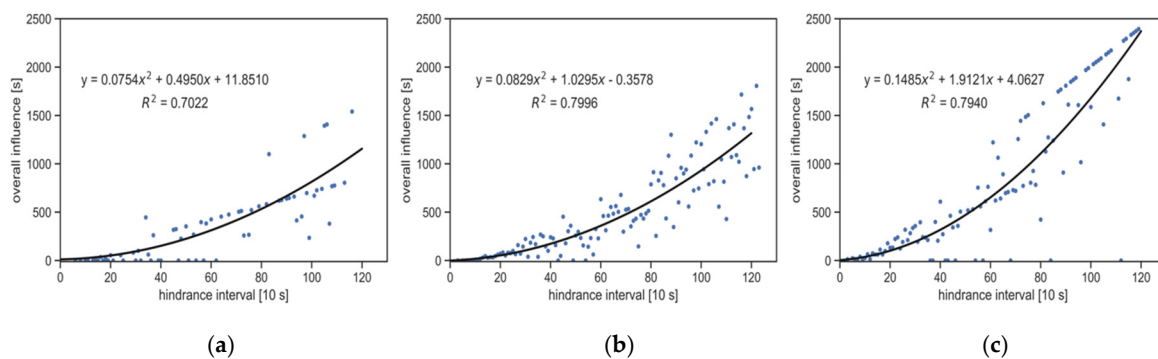 2500
2000
1500
1000
500
0
overall influence [s]
y = 0.0754x² + 0.4950x + 11.8510
R² = 0.7022
0 20 40 60 80 100 120
hindrance interval [10 s]
(a)
2500
2000
1500
1000
500
0
overall influence [s]
y = 0.0829x² + 1.0295x - 0.3578
R² = 0.7996
0 20 40 60 80 100 120
hindrance interval [10 s]
(b)
2500
2000
1500
1000
500
0
overall influence [s]
y = 0.1485x² + 1.9121x + 4.0627
R² = 0.7940
0 20 40 60 80 100 120
hindrance interval [10 s]
(c)